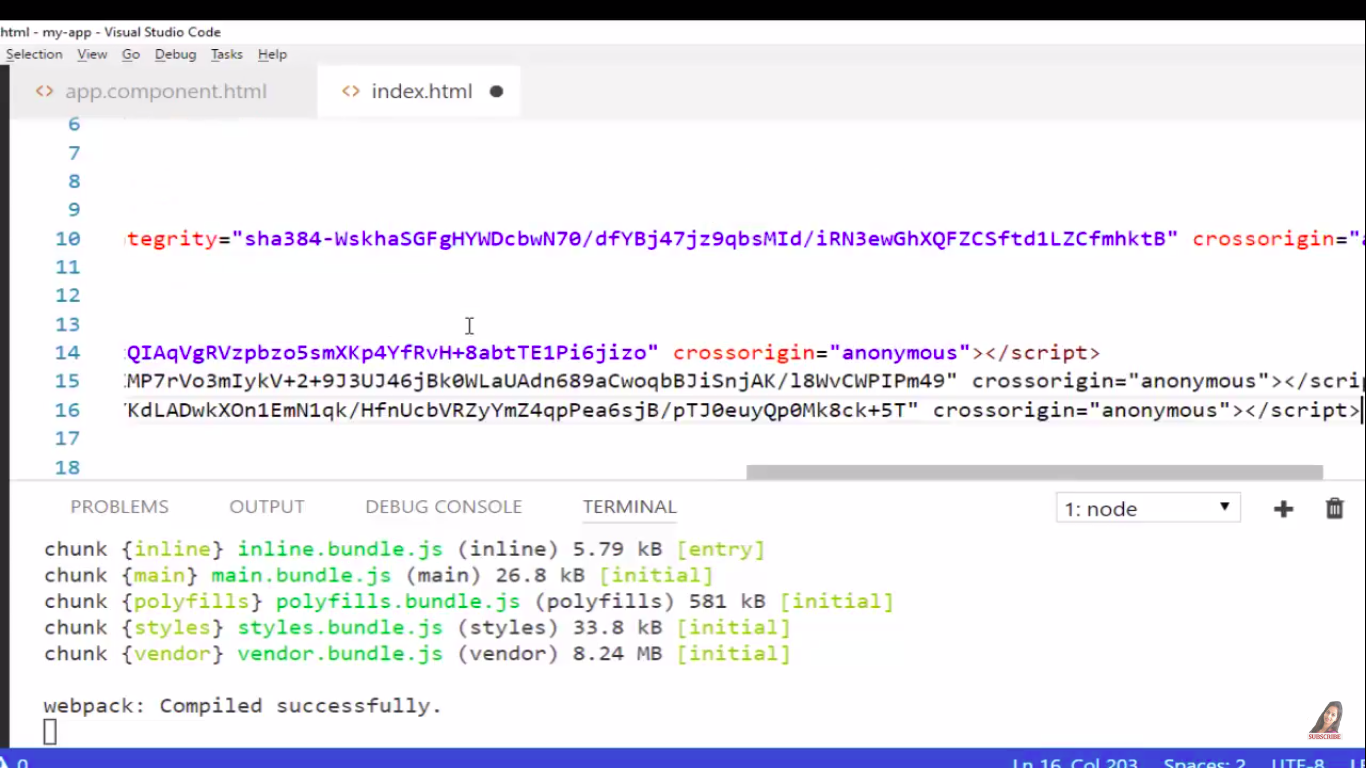 html - my-app - Visual Studio Code
Selection View Go Debug Tasks Help
<> app.component.html <> index.html ●
6
7
8
9
10 tegrity="sha384-WskhaSGFgHYWDcbwN70/dfYBj47jz9qbsMId/iRN3ewGhXQFZCSftd1LZCfmhktB" crossorigin="a
11
12
13
14 QIAqVgRVzpbzo5smXKp4YfRvH+8abtTE1Pi6jizo" crossorigin="anonymous"></script>
15 MP7rVo3mIykV+2+9J3UJ46jBk0WLaUAdn689aCwoqbBJiSnjAK/l8WvCWPIPm49" crossorigin="anonymous"></scrip
16 KdLADwkXOn1EmN1qk/HfnUcbVRZyYmZ4qpPea6sjB/pTJ0euyQp0Mk8ck+5T" crossorigin="anonymous"></script>
17
18
PROBLEMS OUTPUT DEBUG CONSOLE TERMINAL 1: node
chunk {inline} inline.bundle.js (inline) 5.79 kB [entry]
chunk {main} main.bundle.js (main) 26.8 kB [initial]
chunk {polyfills} polyfills.bundle.js (polyfills) 581 kB [initial]
chunk {styles} styles.bundle.js (styles) 33.8 kB [initial]
chunk {vendor} vendor.bundle.js (vendor) 8.24 MB [initial]
webpack: Compiled successfully.
SUBSCRIBE
0 Ln 16, Col 203 Spaces: 2 UTF-8